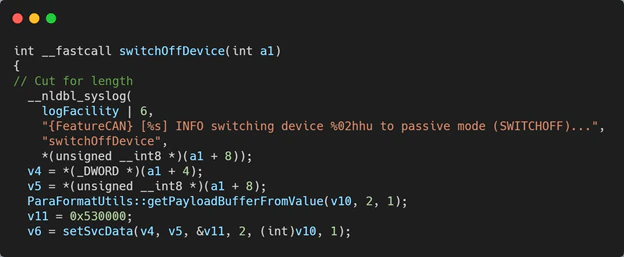 int __fastcall switchOffDevice(int a1)
{
// Cut for length
__nldbl_syslog(
logFacility | 6,
"{FeatureCAN} [%s] INFO switching device %02hhu to passive mode (SWITCHOFF)...",
"switchOffDevice",
*(unsigned __int8 *)(a1 + 8));
v4 = *(_DWORD *)(a1 + 4);
v5 = *(unsigned __int8 *)(a1 + 8);
ParaFormatUtils::getPayloadBufferFromValue(v10, 2, 1);
v11 = 0x530000;
v6 = setSvcData(v4, v5, &v11, 2, (int)v10, 1);